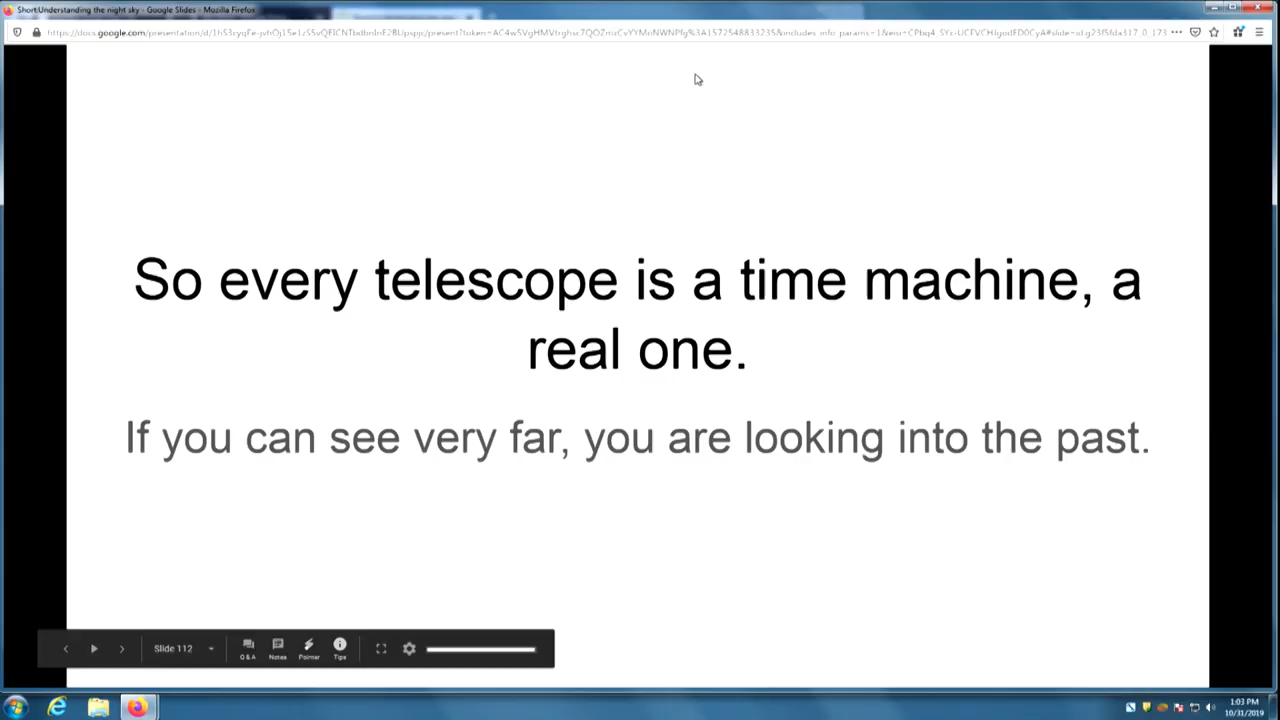 Short:Understanding the night sky - Google Slides - Mozilla Firefox
So every telescope is a time machine, a
real one.
If you can see very far, you are looking into the past.
Slide 112
Q&A
Notes
Pointer
Tips
1:03 PM
10/31/2019